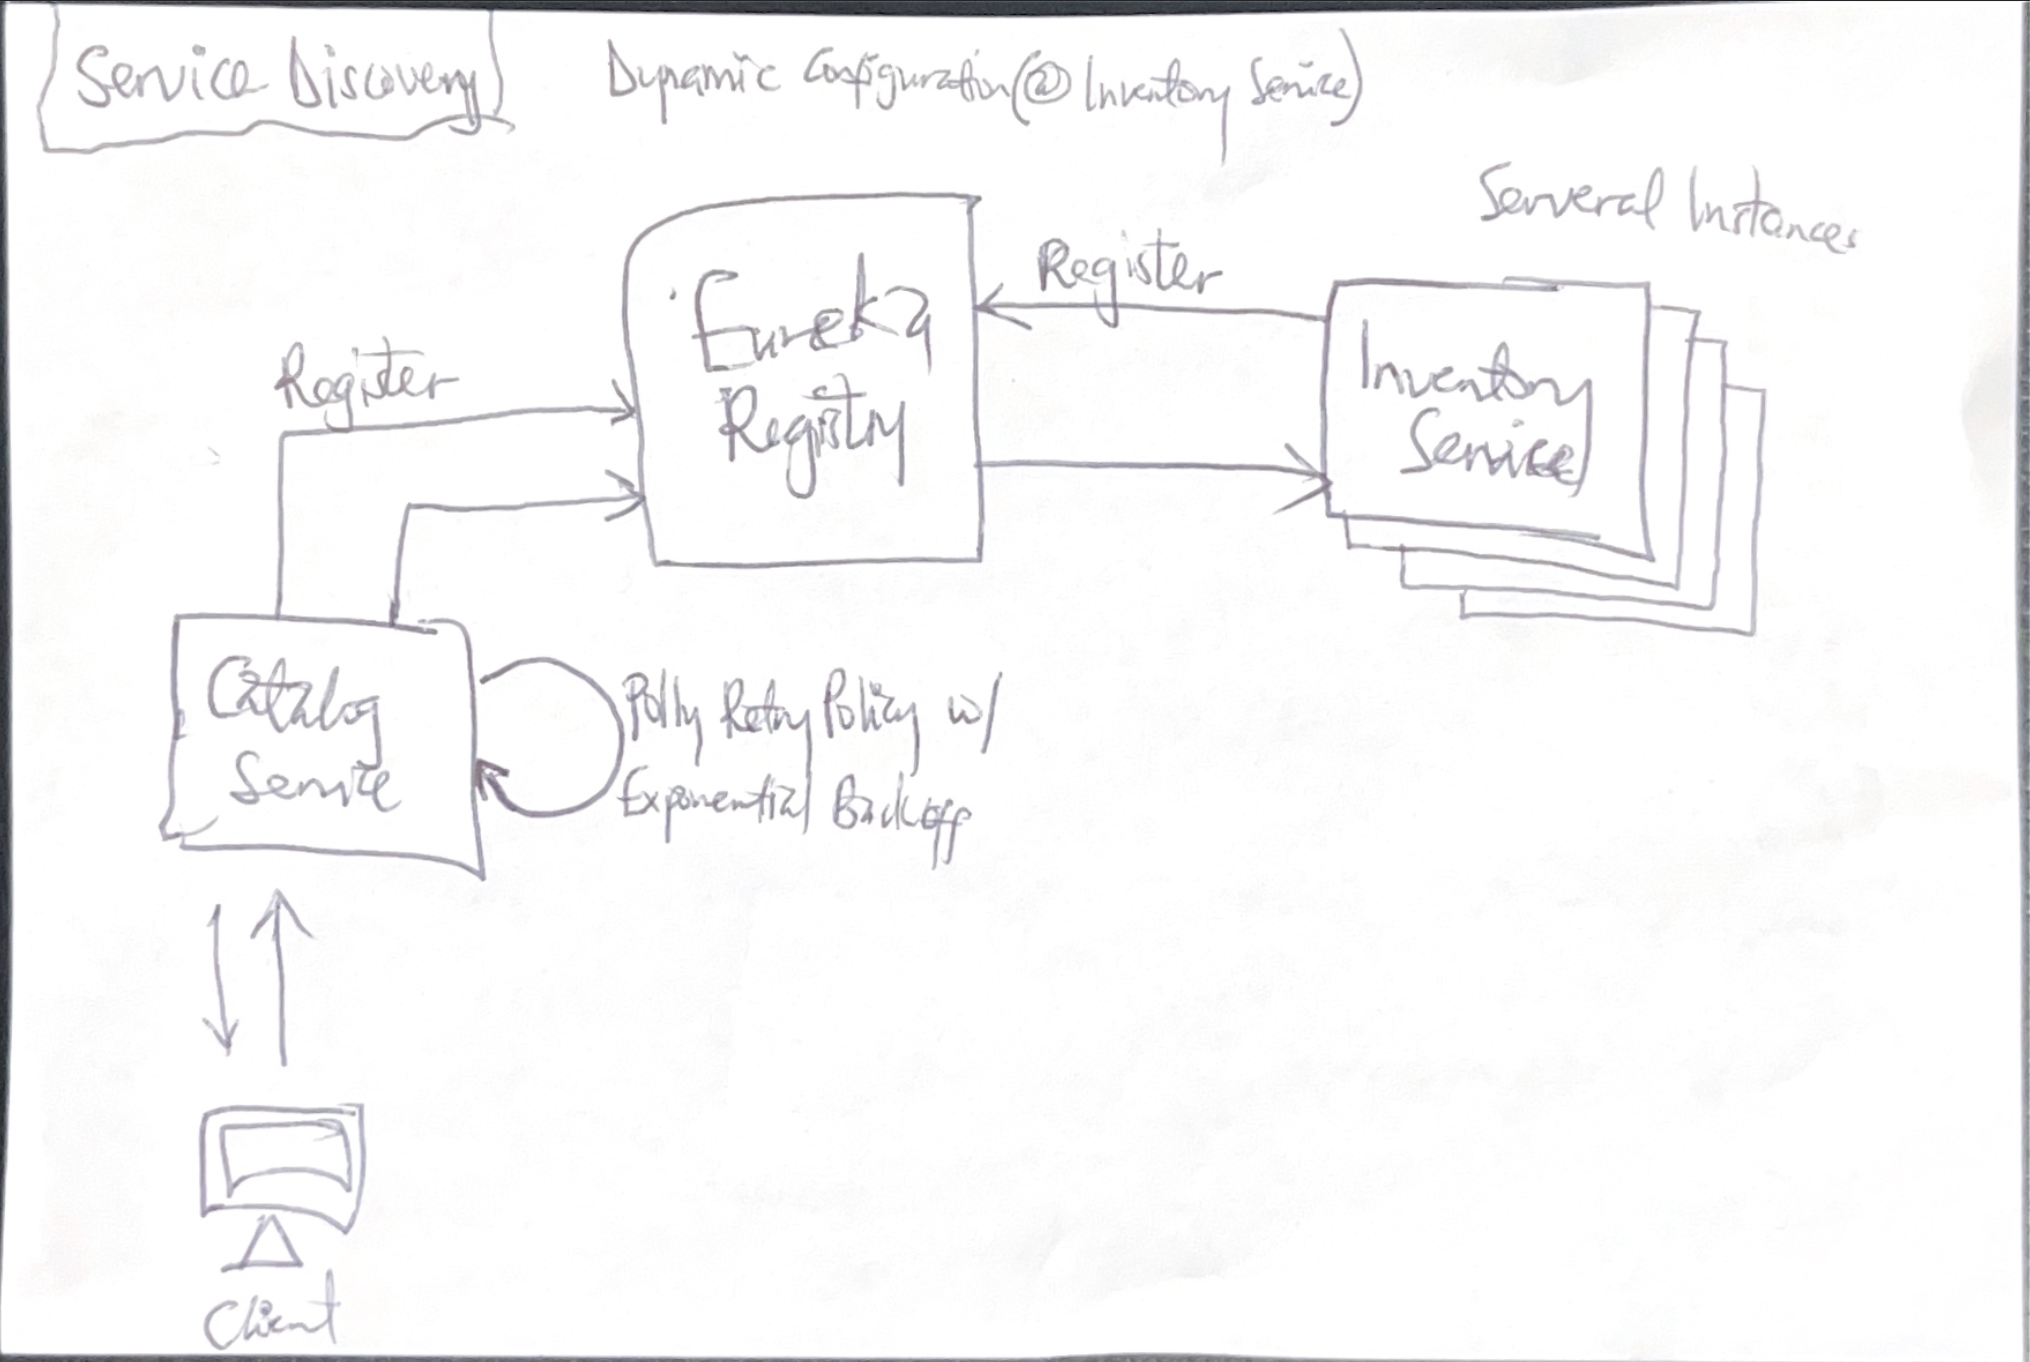 Service Discovery
Dynamic Configuration (@ Inventory Service)
Serveral Instances
Register
Eureka
Registry
Register
Inventory
Service
Catalog
Service
Polly Retry Policy w/
Exponential Backoff
Client